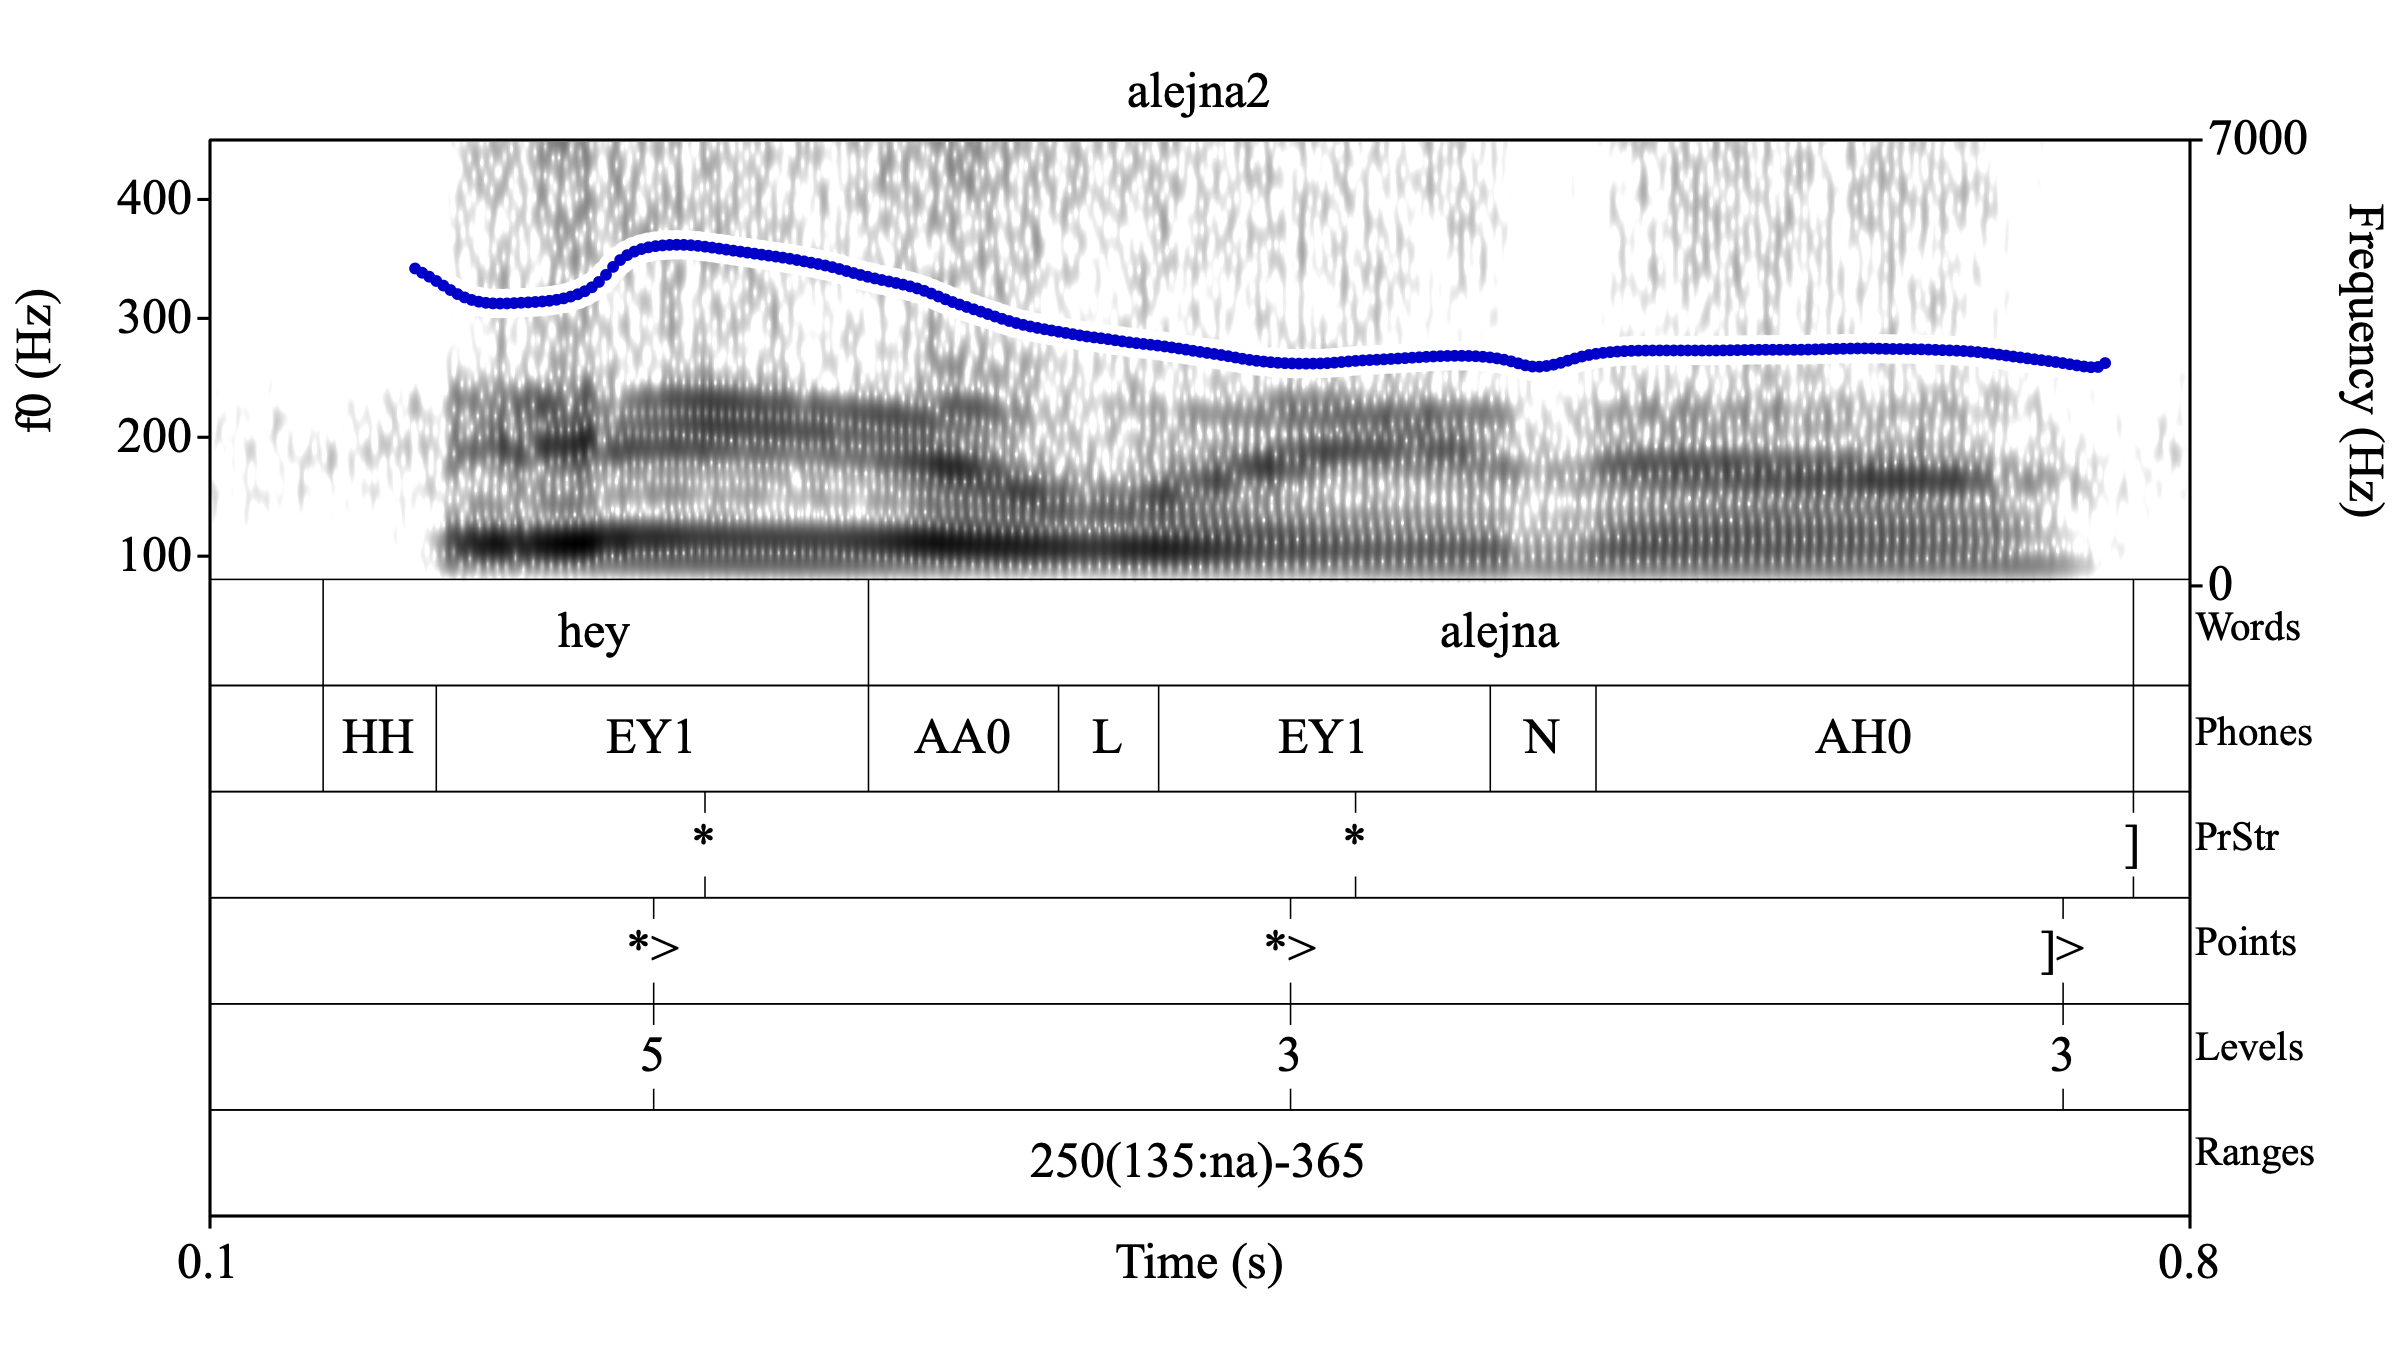 alejna2
400
300
200
100
f0 (Hz)
7000
0
Frequency (Hz)
hey alejna Words
HH EY1 AA0 L EY1 N AH0 Phones
* * ] PrStr
*> *> ]> Points
5 3 3 Levels
250(135:na)-365 Ranges
0.1 Time (s) 0.8